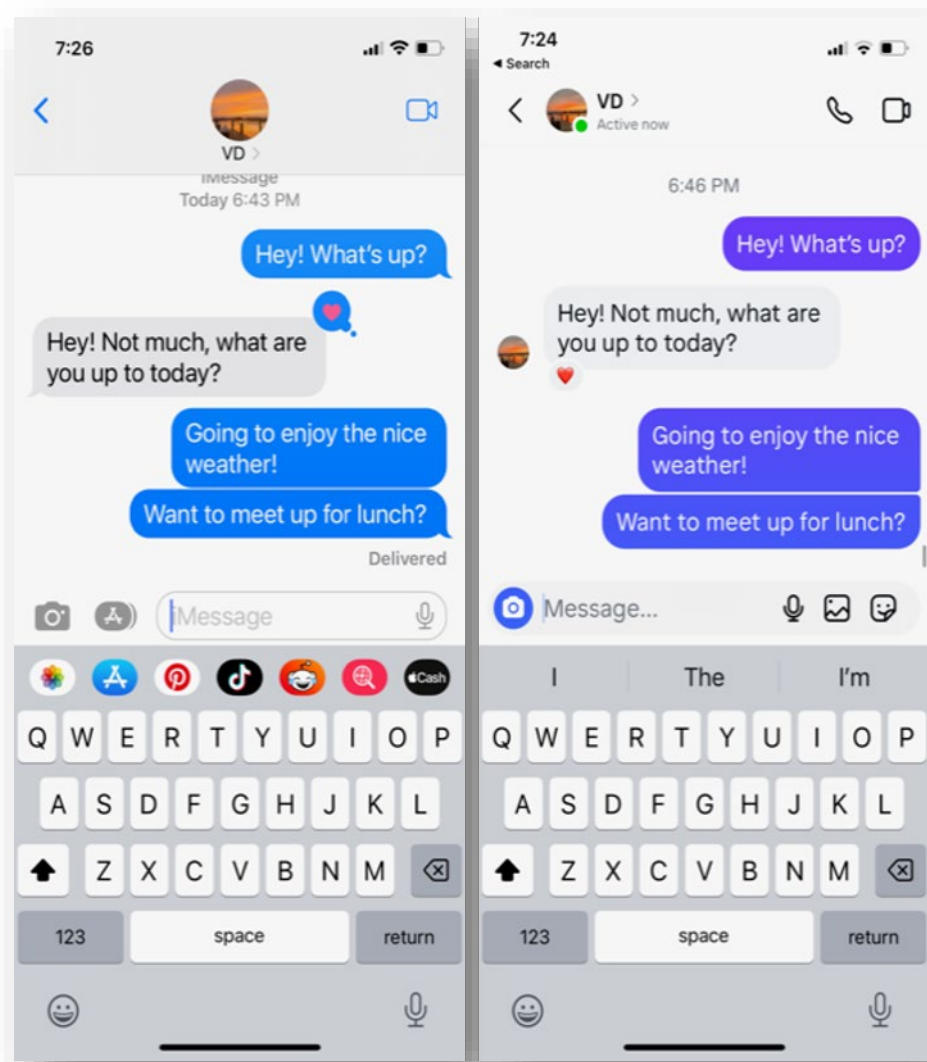 7:26
VD >
iMessage
Today 6:43 PM
Hey! What's up?
Hey! Not much, what are
you up to today?
Going to enjoy the nice
weather!
Want to meet up for lunch?
Delivered
iMessage
Cash
Q W E R T Y U I O P
A S D F G H J K L
Z X C V B N M
123 space return
7:24
◄ Search
VD >
Active now
6:46 PM
Hey! What's up?
Hey! Not much, what are
you up to today?
Going to enjoy the nice
weather!
Want to meet up for lunch?
Message...
I The I'm
Q W E R T Y U I O P
A S D F G H J K L
Z X C V B N M
123 space return